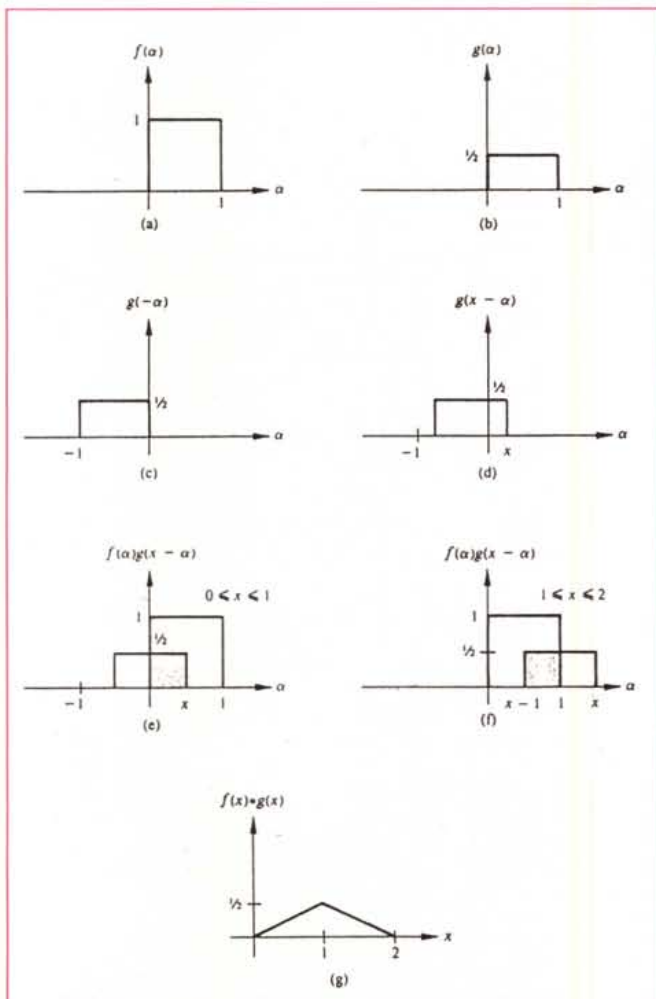 f(α)
1
1
α
(a)
g(α)
½
1
α
(b)
g(−α)
½
−1
α
(c)
g(x − α)
½
−1
x
α
(d)
f(α)g(x − α)
0 ⩽ x ⩽ 1
1
½
−1
x
1
α
(e)
f(α)g(x − α)
1 ⩽ x ⩽ 2
1
½
x − 1
1
x
α
(f)
f(x)∗g(x)
½
1
2
x
(g)